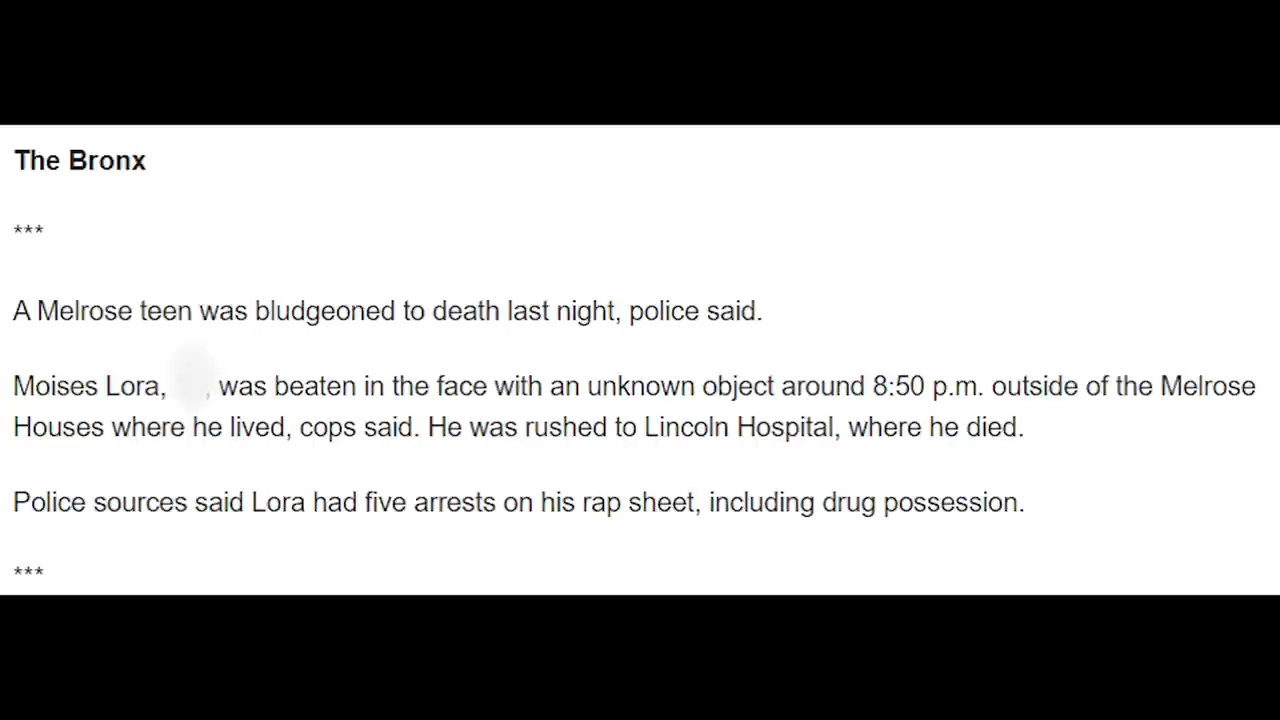 The Bronx
***
A Melrose teen was bludgeoned to death last night, police said.
Moises Lora, , was beaten in the face with an unknown object around 8:50 p.m. outside of the Melrose
Houses where he lived, cops said. He was rushed to Lincoln Hospital, where he died.
Police sources said Lora had five arrests on his rap sheet, including drug possession.
***